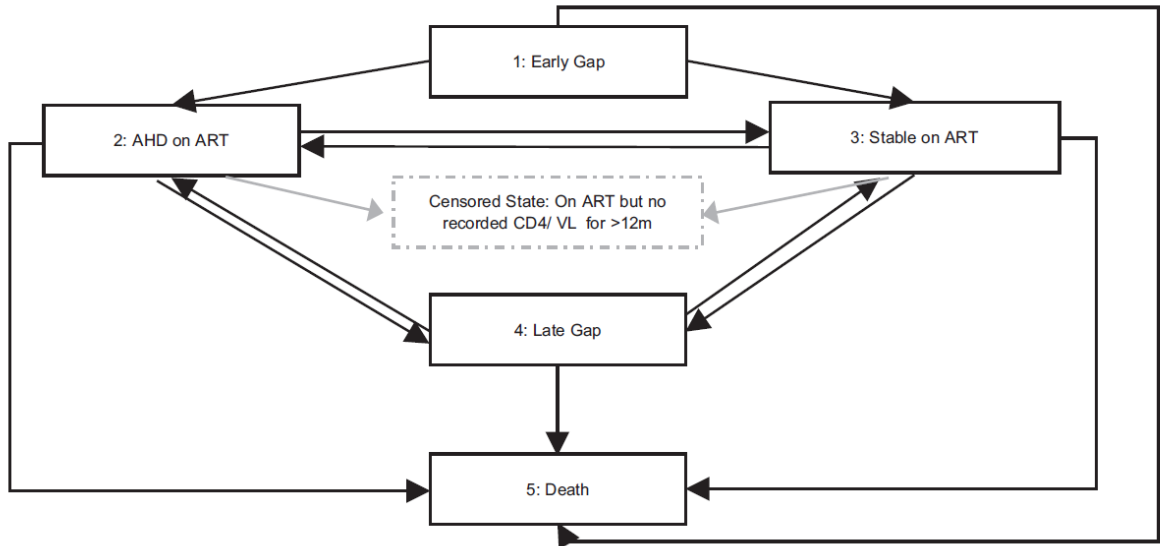 1: Early Gap
2: AHD on ART
3: Stable on ART
Censored State: On ART but no
recorded CD4/ VL for >12m
4: Late Gap
5: Death